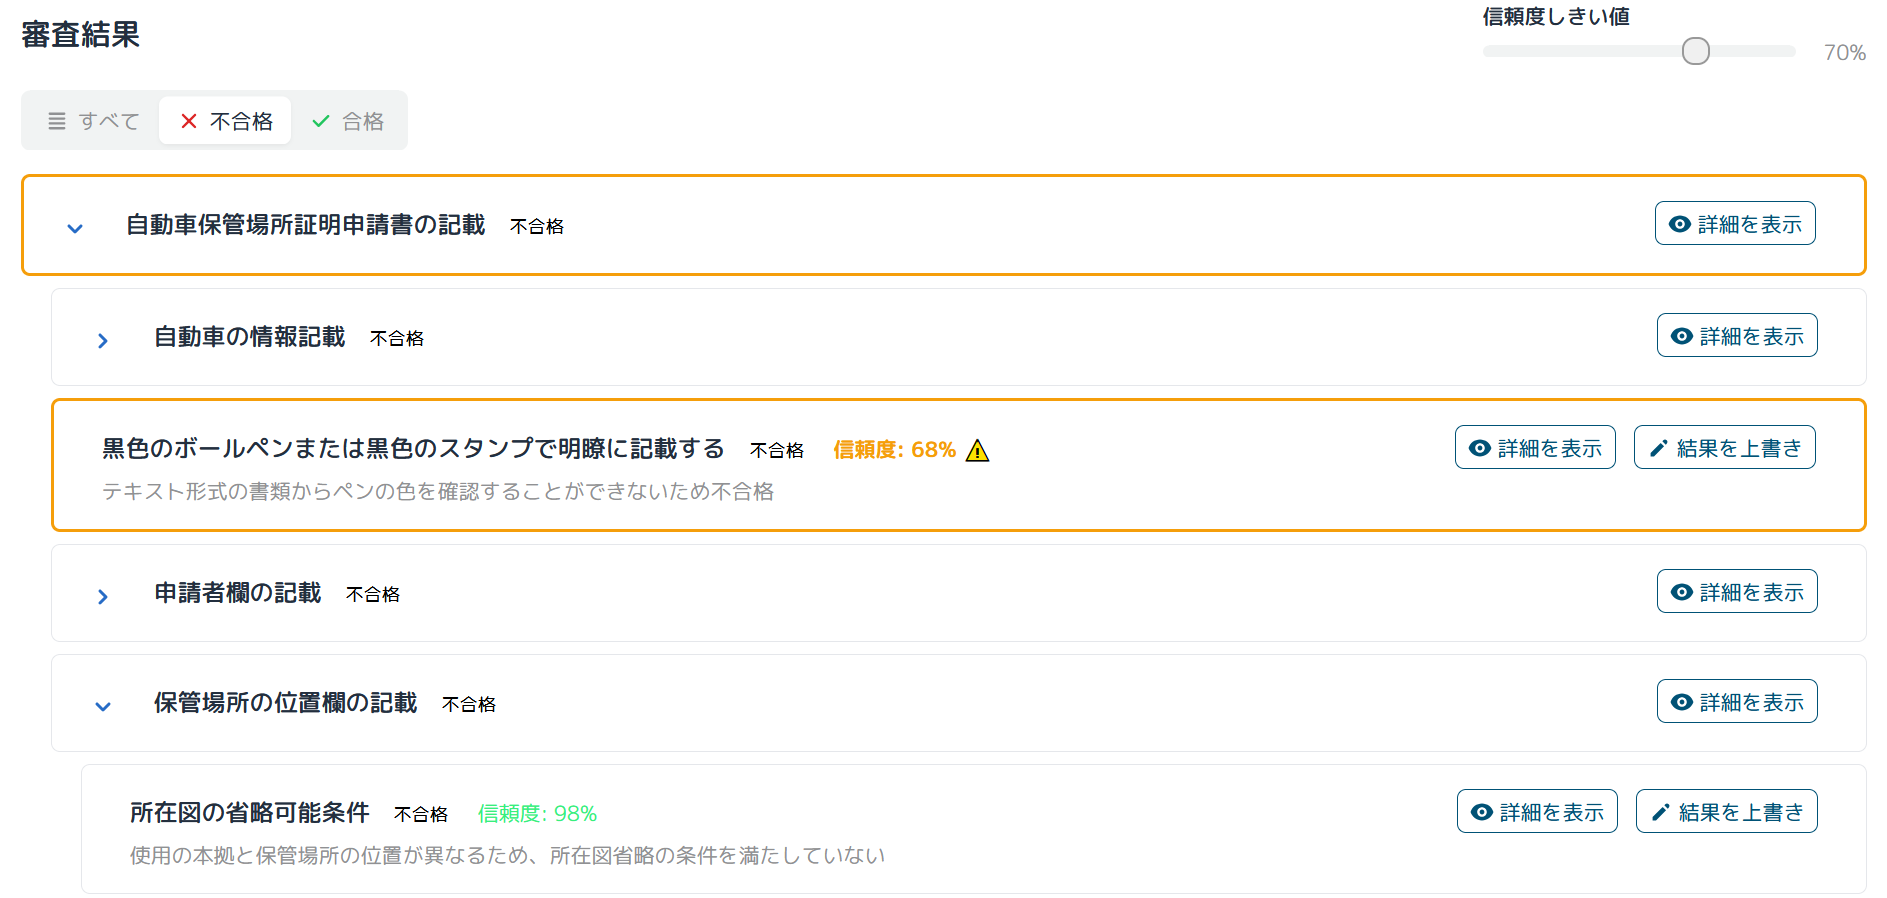 審査結果
信頼度しきい値
70%
すべて 不合格 合格
自動車保管場所証明申請書の記載 不合格 詳細を表示
自動車の情報記載 不合格 詳細を表示
黒色のボールペンまたは黒色のスタンプで明瞭に記載する 不合格 信頼度: 68% 詳細を表示 結果を上書き
テキスト形式の書類からペンの色を確認することができないため不合格
申請者欄の記載 不合格 詳細を表示
保管場所の位置欄の記載 不合格 詳細を表示
所在図の省略可能条件 不合格 信頼度: 98% 詳細を表示 結果を上書き
使用の本拠と保管場所の位置が異なるため、所在図省略の条件を満たしていない